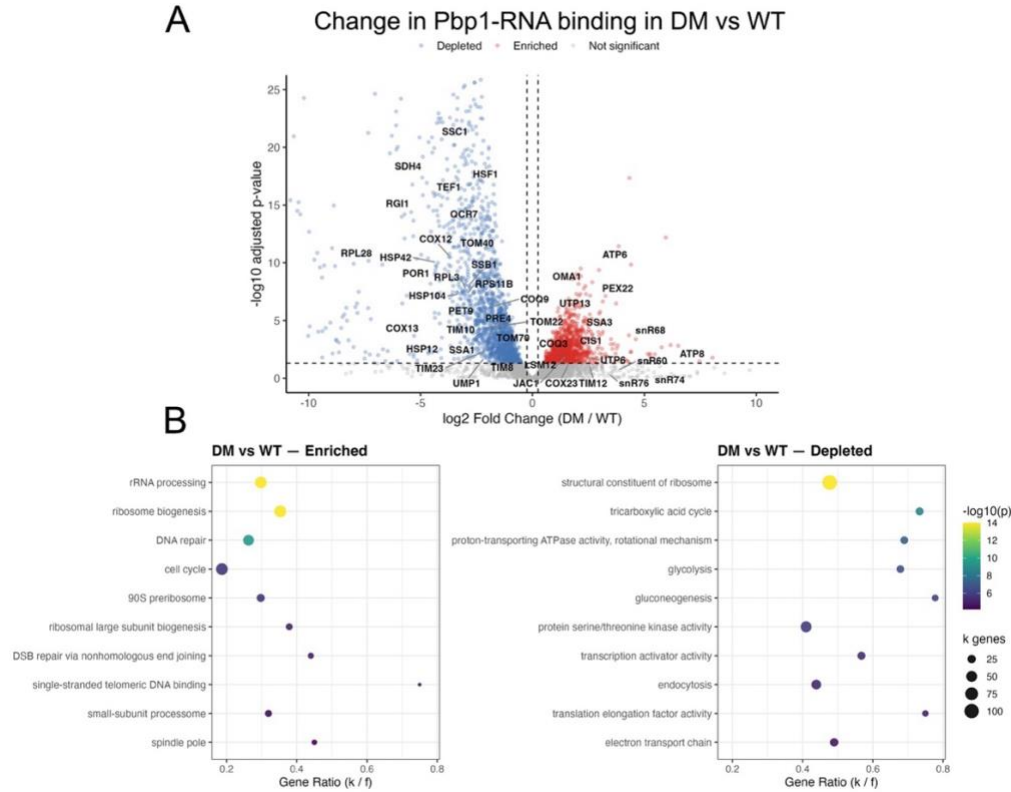 A
Change in Pbp1-RNA binding in DM vs WT
Depleted Enriched Not significant
-log10 adjusted p-value
25
20
15
10
5
0
SSC1
SDH4
HSF1
TEF1
RGI1
QCR7
COX12
TOM40
RPL28
HSP42
SSB1
POR1
RPL3
RPS11B
HSP104
COQ9
PET9
PRE4
TOM22
COX13
TIM10
TOM70
HSP12
SSA1
TIM23
TIM8
LSM12
UMP1
JAC1
COX23
TIM12
ATP6
OMA1
PEX22
UTP13
SSA3
snR68
COQ3
CIS1
ATP8
UTP6
snR60
snR76
snR74
-10 -5 0 5 10
log2 Fold Change (DM / WT)
B
DM vs WT — Enriched
rRNA processing
ribosome biogenesis
DNA repair
cell cycle
90S preribosome
ribosomal large subunit biogenesis
DSB repair via nonhomologous end joining
single-stranded telomeric DNA binding
small-subunit processome
spindle pole
0.2 0.4 0.6 0.8
Gene Ratio (k / f)
DM vs WT — Depleted
structural constituent of ribosome
tricarboxylic acid cycle
proton-transporting ATPase activity, rotational mechanism
glycolysis
gluconeogenesis
protein serine/threonine kinase activity
transcription activator activity
endocytosis
translation elongation factor activity
electron transport chain
0.2 0.4 0.6 0.8
Gene Ratio (k / f)
-log10(p)
14
12
10
8
6
k genes
25
50
75
100